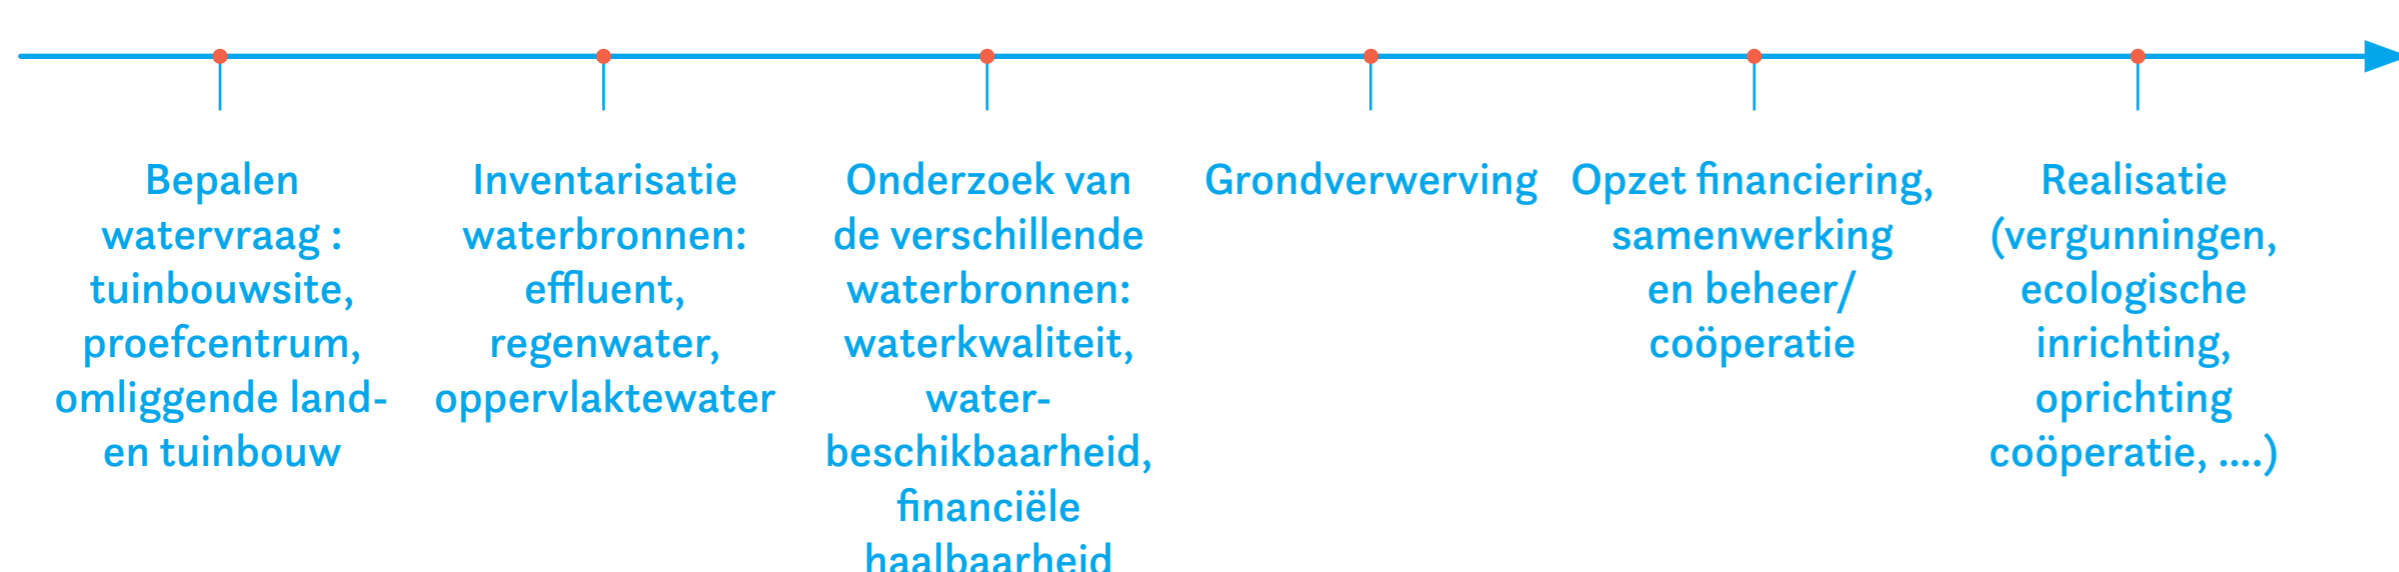 Bepalen
watervraag :
tuinbouwsite,
proefcentrum,
omliggende land-
en tuinbouw
Inventarisatie
waterbronnen:
effluent,
regenwater,
oppervlaktewater
Onderzoek van
de verschillende
waterbronnen:
waterkwaliteit,
water-
beschikbaarheid,
financiële
haalbaarheid
Grondverwerving
Opzet financiering,
samenwerking
en beheer/
coöperatie
Realisatie
(vergunningen,
ecologische
inrichting,
oprichting
coöperatie, ....)